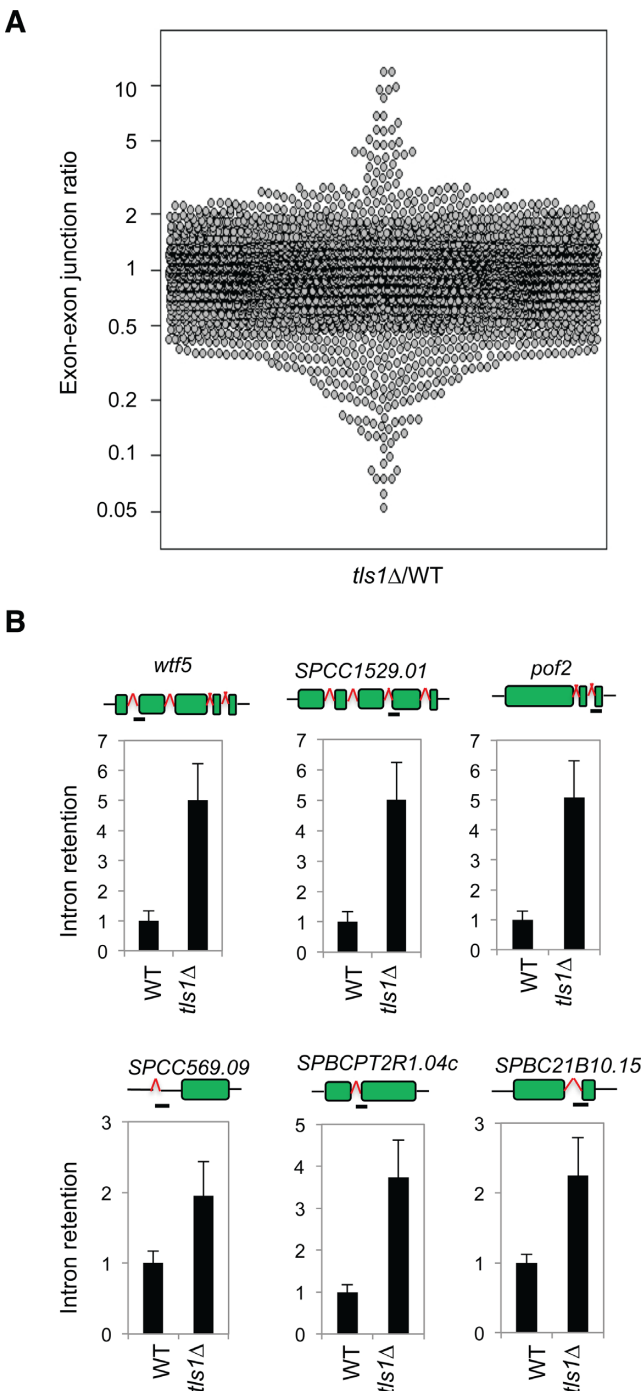 A
Exon-exon junction ratio
10
5
2
1
0.5
0.2
0.1
0.05
tls1Δ/WT
B
wtf5
SPCC1529.01
pof2
Intron retention
7
6
5
4
3
2
1
0
WT
tls1Δ
7
6
5
4
3
2
1
0
WT
tls1Δ
7
6
5
4
3
2
1
0
WT
tls1Δ
SPCC569.09
SPBCPT2R1.04c
SPBC21B10.15
Intron retention
3
2
1
0
WT
tls1Δ
5
4
3
2
1
0
WT
tls1Δ
3
2
1
0
WT
tls1Δ